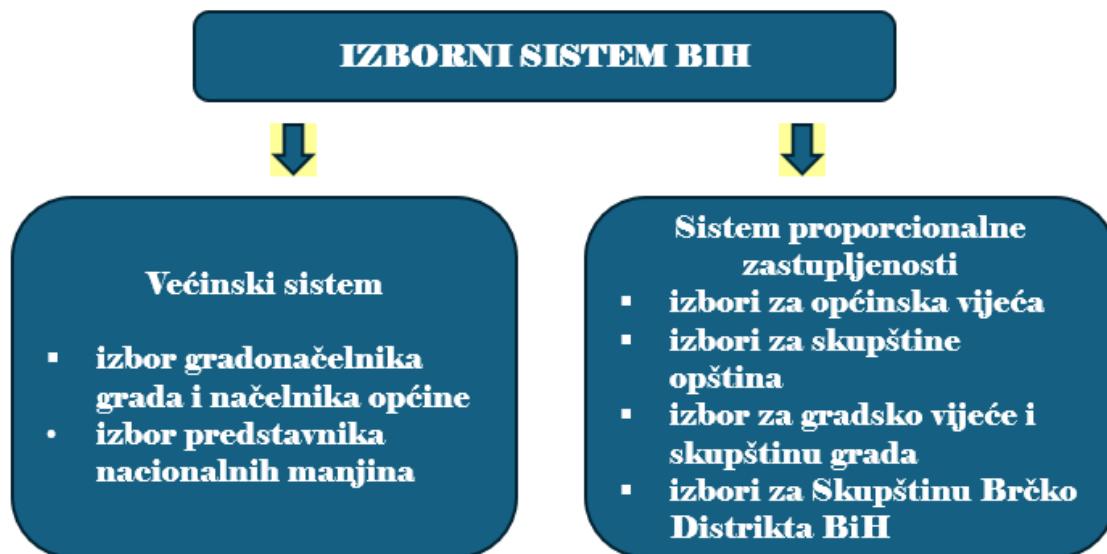 IZBORNI SISTEM BIH
Većinski sistem
▪ izbor gradonačelnika
grada i načelnika općine
• izbor predstavnika
nacionalnih manjina
Sistem proporcionalne
zastupljenosti
▪ izbori za općinska vijeća
▪ izbori za skupštine
opština
▪ izbor za gradsko vijeće i
skupštinu grada
▪ izbori za Skupštinu Brčko
Distrikta BiH